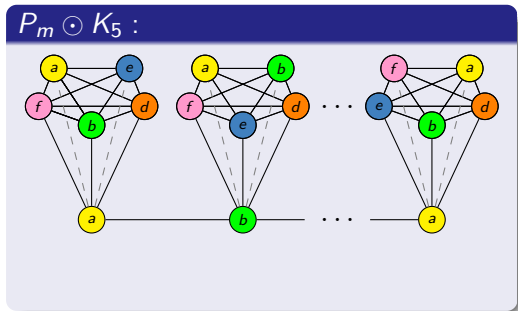 P_m ⊙ K_5 :
a e a b f a
f d f d ··· e d
b e b
a b ··· a